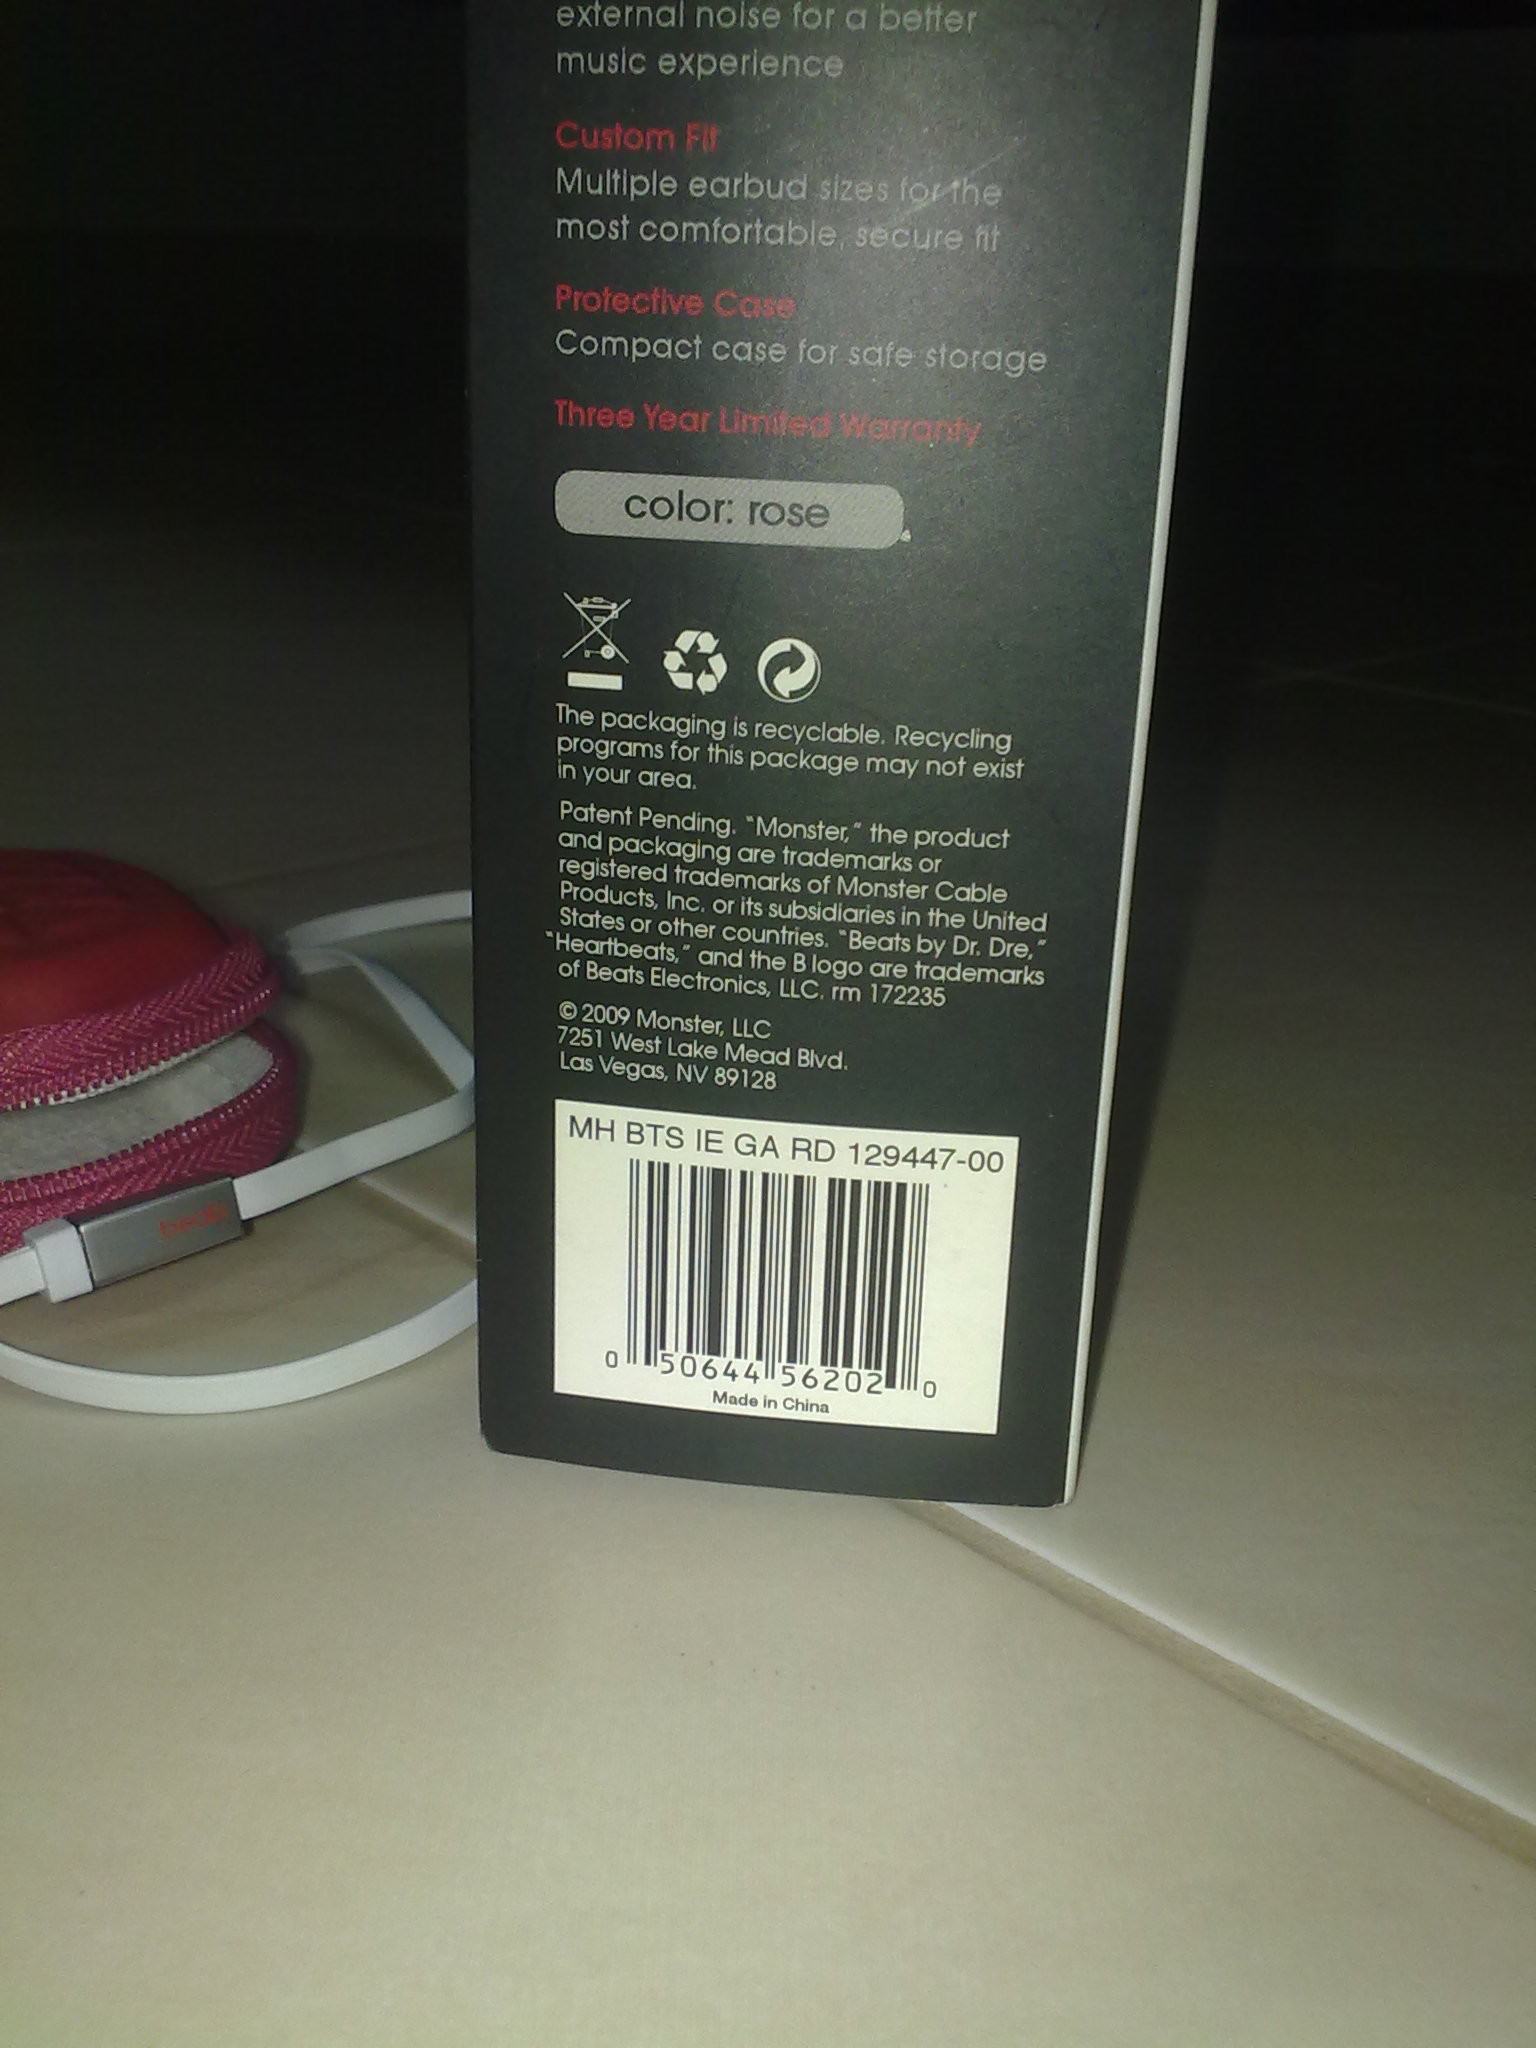 external noise for a better
music experience
Custom Fit
Multiple earbud sizes for the
most comfortable, secure fit
Protective Case
Compact case for safe storage
Three Year Limited Warranty
color: rose
The packaging is recyclable. Recycling
programs for this package may not exist
in your area.
Patent Pending. “Monster,” the product
and packaging are trademarks or
registered trademarks of Monster Cable
Products, Inc. or its subsidiaries in the United
States or other countries. “Beats by Dr. Dre,”
“Heartbeats,” and the B logo are trademarks
of Beats Electronics, LLC. rm 172235
© 2009 Monster, LLC
7251 West Lake Mead Blvd.
Las Vegas, NV 89128
MH BTS IE GA RD 129447-00
0 50644 56202 0
Made in China
beats